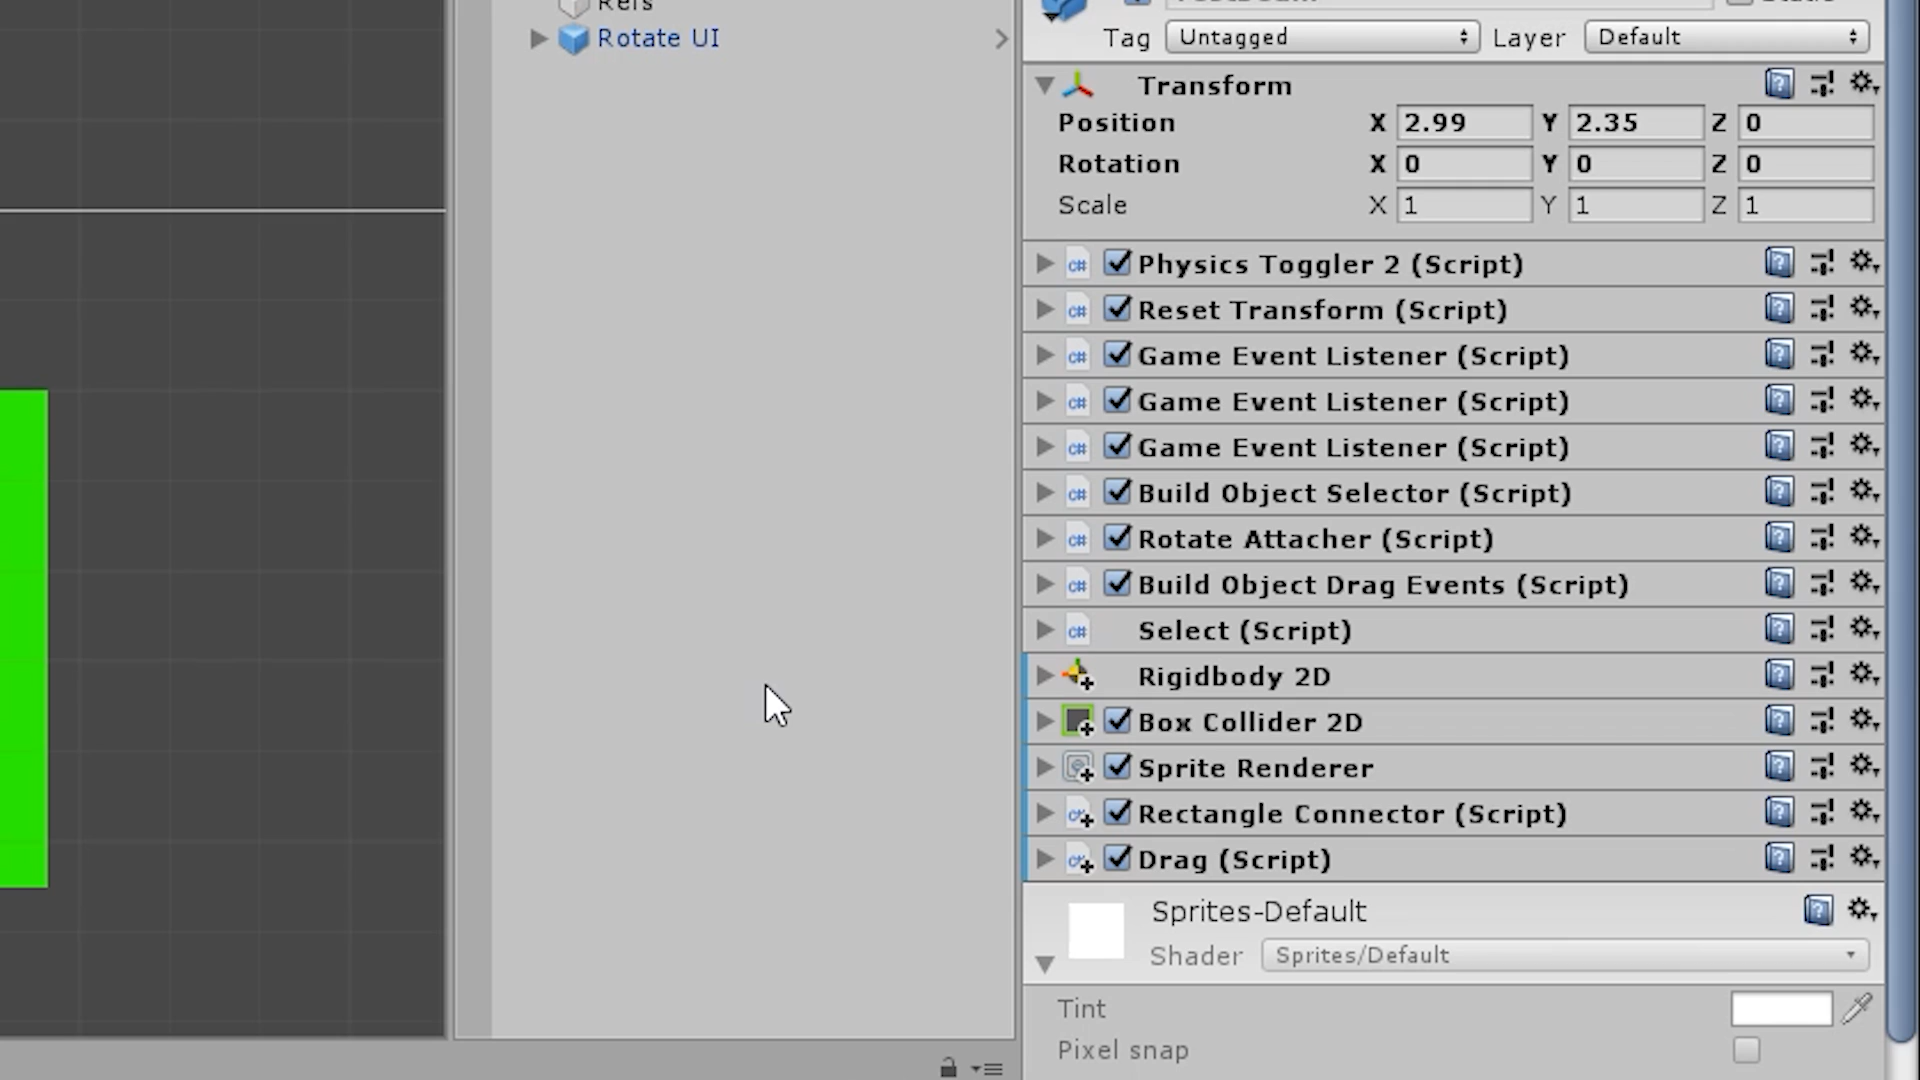 Refs
Rotate UI
Tag Untagged Layer Default
Transform
Position X 2.99 Y 2.35 Z 0
Rotation X 0 Y 0 Z 0
Scale X 1 Y 1 Z 1
c# Physics Toggler 2 (Script)
c# Reset Transform (Script)
c# Game Event Listener (Script)
c# Game Event Listener (Script)
c# Game Event Listener (Script)
c# Build Object Selector (Script)
c# Rotate Attacher (Script)
c# Build Object Drag Events (Script)
c# Select (Script)
Rigidbody 2D
Box Collider 2D
Sprite Renderer
Rectangle Connector (Script)
Drag (Script)
Sprites-Default
Shader Sprites/Default
Tint
Pixel snap